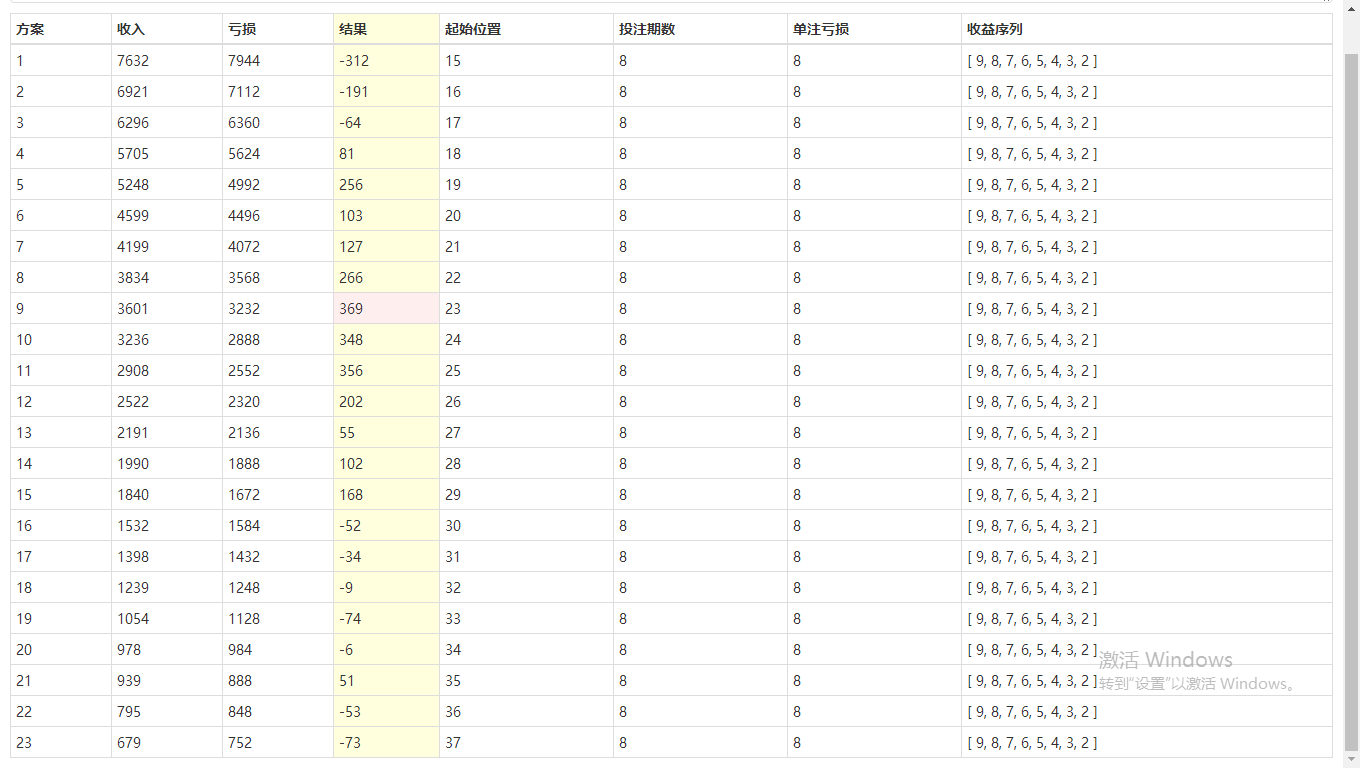 方案 收入 亏损 结果 起始位置 投注期数 单注亏损 收益序列
1 7632 7944 -312 15 8 8 [ 9, 8, 7, 6, 5, 4, 3, 2 ]
2 6921 7112 -191 16 8 8 [ 9, 8, 7, 6, 5, 4, 3, 2 ]
3 6296 6360 -64 17 8 8 [ 9, 8, 7, 6, 5, 4, 3, 2 ]
4 5705 5624 81 18 8 8 [ 9, 8, 7, 6, 5, 4, 3, 2 ]
5 5248 4992 256 19 8 8 [ 9, 8, 7, 6, 5, 4, 3, 2 ]
6 4599 4496 103 20 8 8 [ 9, 8, 7, 6, 5, 4, 3, 2 ]
7 4199 4072 127 21 8 8 [ 9, 8, 7, 6, 5, 4, 3, 2 ]
8 3834 3568 266 22 8 8 [ 9, 8, 7, 6, 5, 4, 3, 2 ]
9 3601 3232 369 23 8 8 [ 9, 8, 7, 6, 5, 4, 3, 2 ]
10 3236 2888 348 24 8 8 [ 9, 8, 7, 6, 5, 4, 3, 2 ]
11 2908 2552 356 25 8 8 [ 9, 8, 7, 6, 5, 4, 3, 2 ]
12 2522 2320 202 26 8 8 [ 9, 8, 7, 6, 5, 4, 3, 2 ]
13 2191 2136 55 27 8 8 [ 9, 8, 7, 6, 5, 4, 3, 2 ]
14 1990 1888 102 28 8 8 [ 9, 8, 7, 6, 5, 4, 3, 2 ]
15 1840 1672 168 29 8 8 [ 9, 8, 7, 6, 5, 4, 3, 2 ]
16 1532 1584 -52 30 8 8 [ 9, 8, 7, 6, 5, 4, 3, 2 ]
17 1398 1432 -34 31 8 8 [ 9, 8, 7, 6, 5, 4, 3, 2 ]
18 1239 1248 -9 32 8 8 [ 9, 8, 7, 6, 5, 4, 3, 2 ]
19 1054 1128 -74 33 8 8 [ 9, 8, 7, 6, 5, 4, 3, 2 ]
20 978 984 -6 34 8 8 [ 9, 8, 7, 6, 5, 4, 3, 2 ]
激活 Windows
21 939 888 51 35 8 8 [ 9, 8, 7, 6, 5, 4, 3, 2 ]
转到“设置”以激活 Windows。
22 795 848 -53 36 8 8 [ 9, 8, 7, 6, 5, 4, 3, 2 ]
23 679 752 -73 37 8 8 [ 9, 8, 7, 6, 5, 4, 3, 2 ]